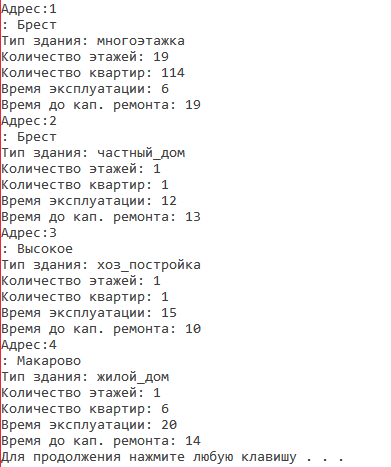 Адрес:1
: Брест
Тип здания: многоэтажка
Количество этажей: 19
Количество квартир: 114
Время эксплуатации: 6
Время до кап. ремонта: 19
Адрес:2
: Брест
Тип здания: частный_дом
Количество этажей: 1
Количество квартир: 1
Время эксплуатации: 12
Время до кап. ремонта: 13
Адрес:3
: Высокое
Тип здания: хоз_постройка
Количество этажей: 1
Количество квартир: 1
Время эксплуатации: 15
Время до кап. ремонта: 10
Адрес:4
: Макарово
Тип здания: жилой_дом
Количество этажей: 1
Количество квартир: 6
Время эксплуатации: 20
Время до кап. ремонта: 14
Для продолжения нажмите любую клавишу . . .